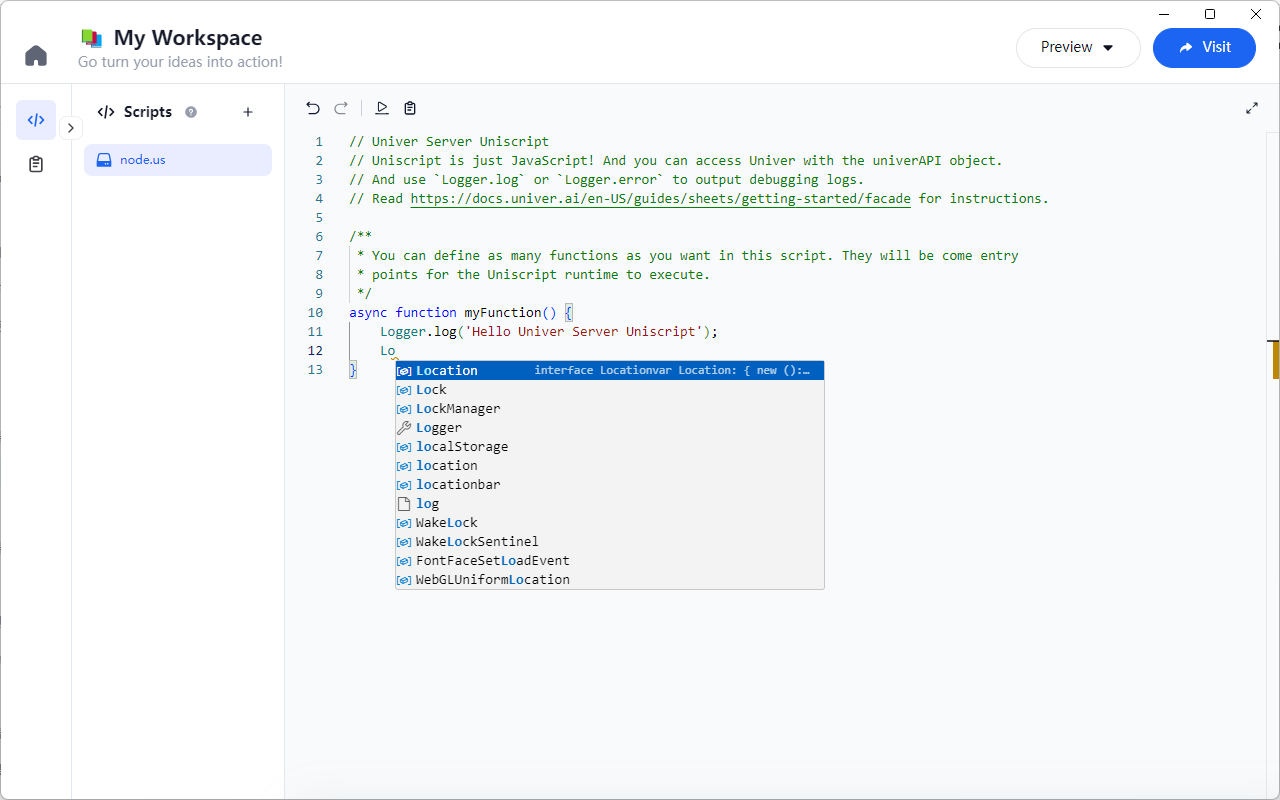 My Workspace
Go turn your ideas into action!
Preview
Visit
</> Scripts ?
node.us
1 // Univer Server Uniscript
2 // Uniscript is just JavaScript! And you can access Univer with the univerAPI object.
3 // And use `Logger.log` or `Logger.error` to output debugging logs.
4 // Read https://docs.univer.ai/en-US/guides/sheets/getting-started/facade for instructions.
5
6 /**
7  * You can define as many functions as you want in this script. They will be come entry
8  * points for the Uniscript runtime to execute.
9  */
10 async function myFunction() {
11     Logger.log('Hello Univer Server Uniscript');
12     Lo
13 }
Location interface Locationvar Location: { new ():…
Lock
LockManager
Logger
localStorage
location
locationbar
log
WakeLock
WakeLockSentinel
FontFaceSetLoadEvent
WebGLUniformLocation